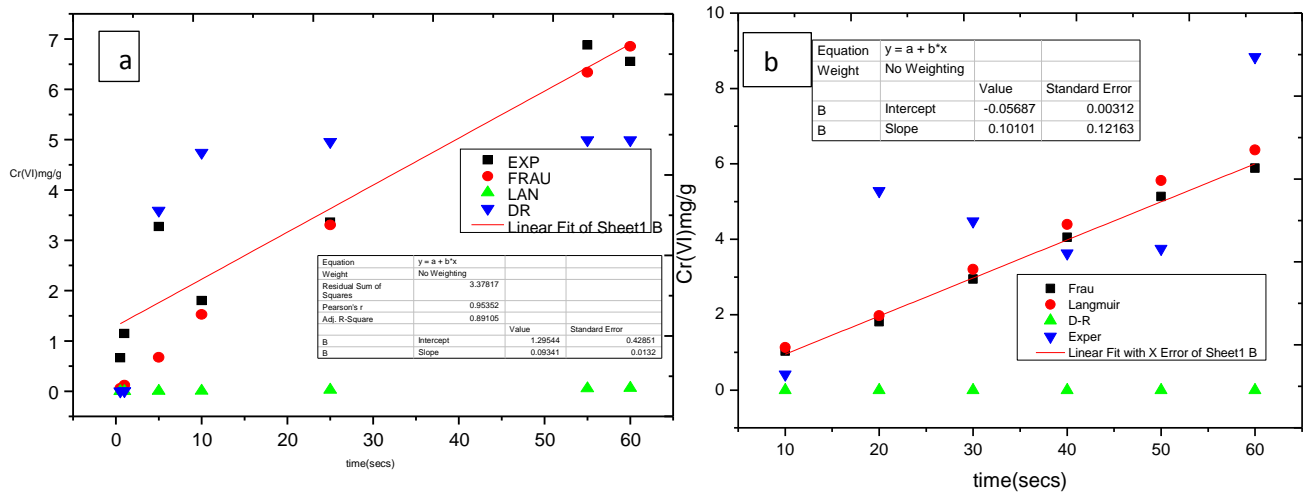 a
7
6
5
4
3
2
1
0
Cr(VI)mg/g
EXP
FRAU
LAN
DR
Linear Fit of Sheet1 B
Equation y = a + b*x
Weight No Weighting
Residual Sum of Squares 3.37817
Pearson's r 0.95352
Adj. R-Square 0.89105
Value Standard Error
B Intercept 1.29544 0.42851
B Slope 0.09341 0.0132
0 10 20 30 40 50 60
time(secs)
b
10
8
6
4
2
0
Cr(VI)mg/g
Equation y = a + b*x
Weight No Weighting
Value Standard Error
B Intercept -0.05687 0.00312
B Slope 0.10101 0.12163
Frau
Langmuir
D-R
Exper
Linear Fit with X Error of Sheet1 B
10 20 30 40 50 60
time(secs)